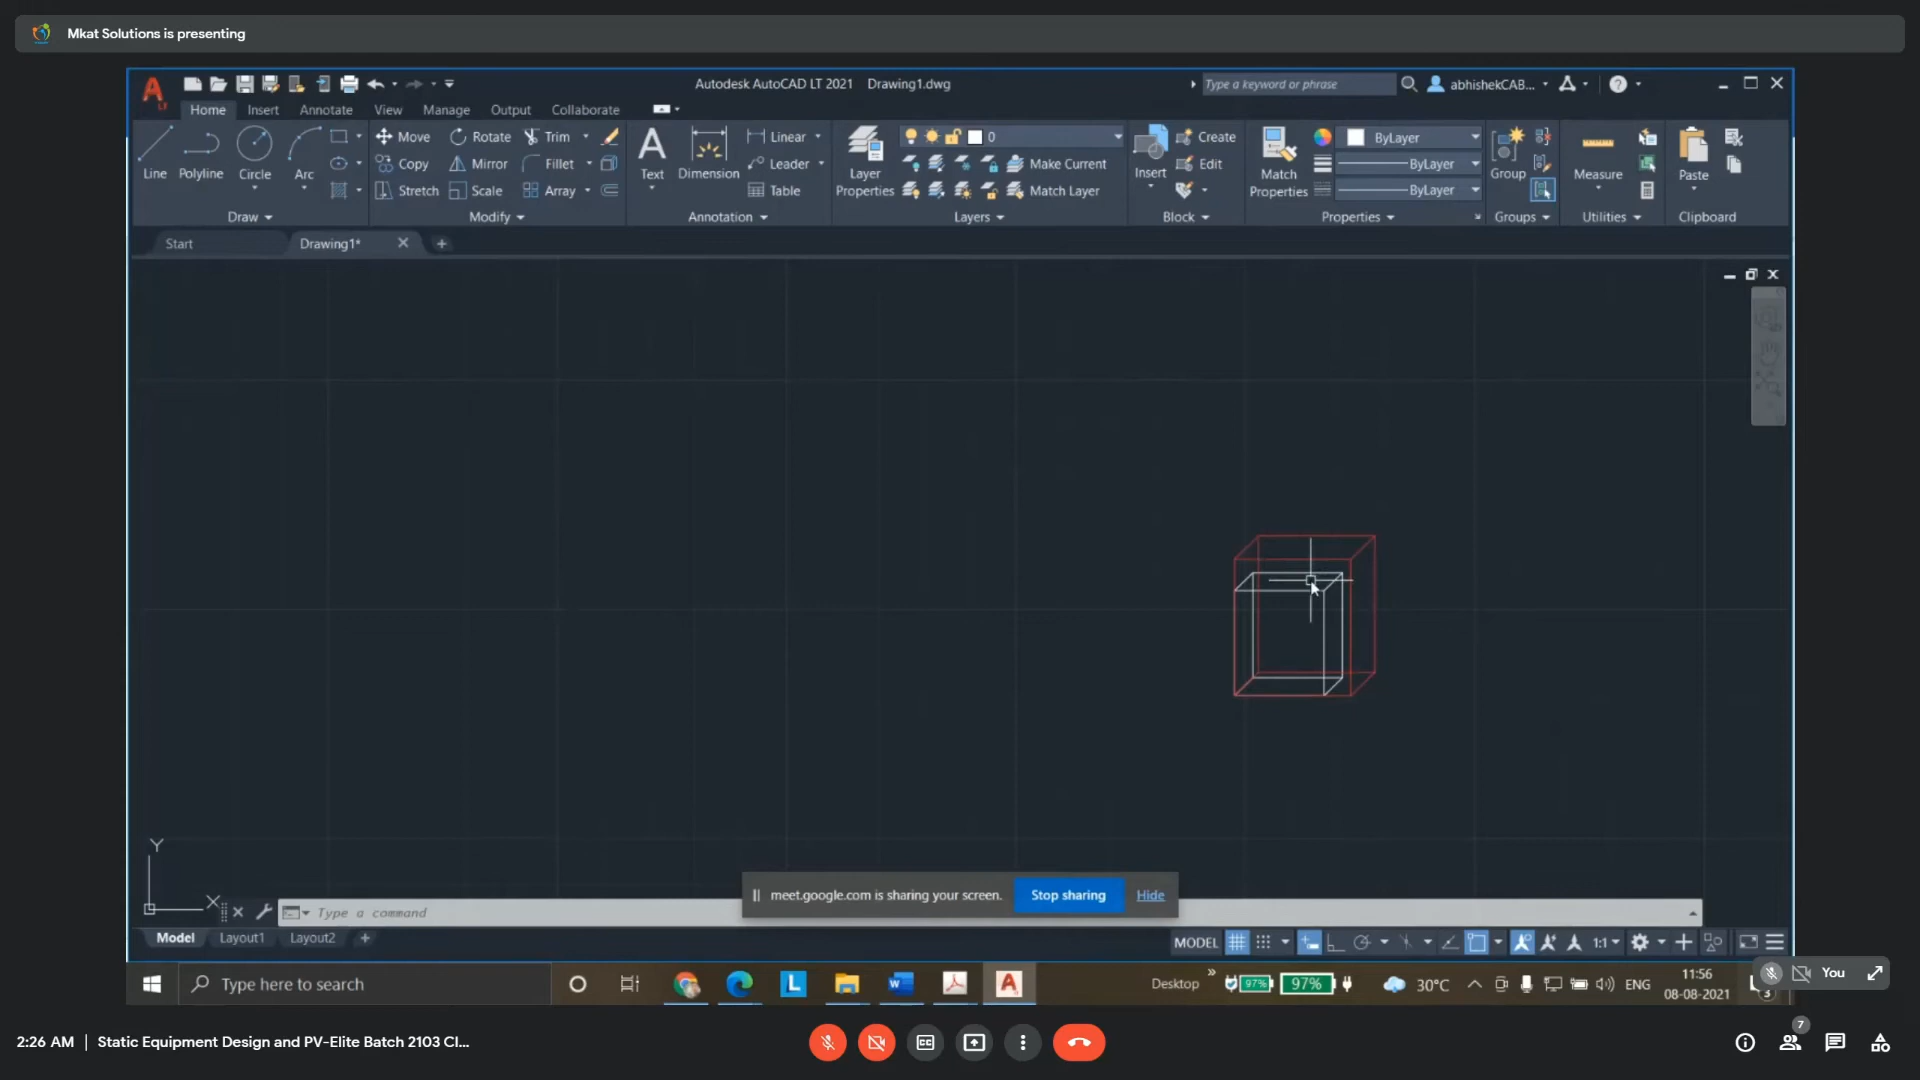 Mkat Solutions is presenting
Autodesk AutoCAD LT 2021 Drawing1.dwg
Type a keyword or phrase
abhishekCAB...
Home Insert Annotate View Manage Output Collaborate
Line Polyline Circle Arc
Move Rotate Trim
Copy Mirror Fillet
Stretch Scale Array
Text Dimension
Linear
Leader
Table
Layer Properties
0
Make Current
Match Layer
Insert
Create
Edit
Match Properties
ByLayer
ByLayer
ByLayer
Group
Measure
Paste
Draw Modify Annotation Layers Block Properties Groups Utilities Clipboard
Start Drawing1*
Y
X
Type a command
meet.google.com is sharing your screen. Stop sharing Hide
Model Layout1 Layout2
MODEL 1:1
Type here to search
Desktop 97% 97% 30°C ENG
11:56
08-08-2021
3
You
2:26 AM | Static Equipment Design and PV-Elite Batch 2103 Cl...
7